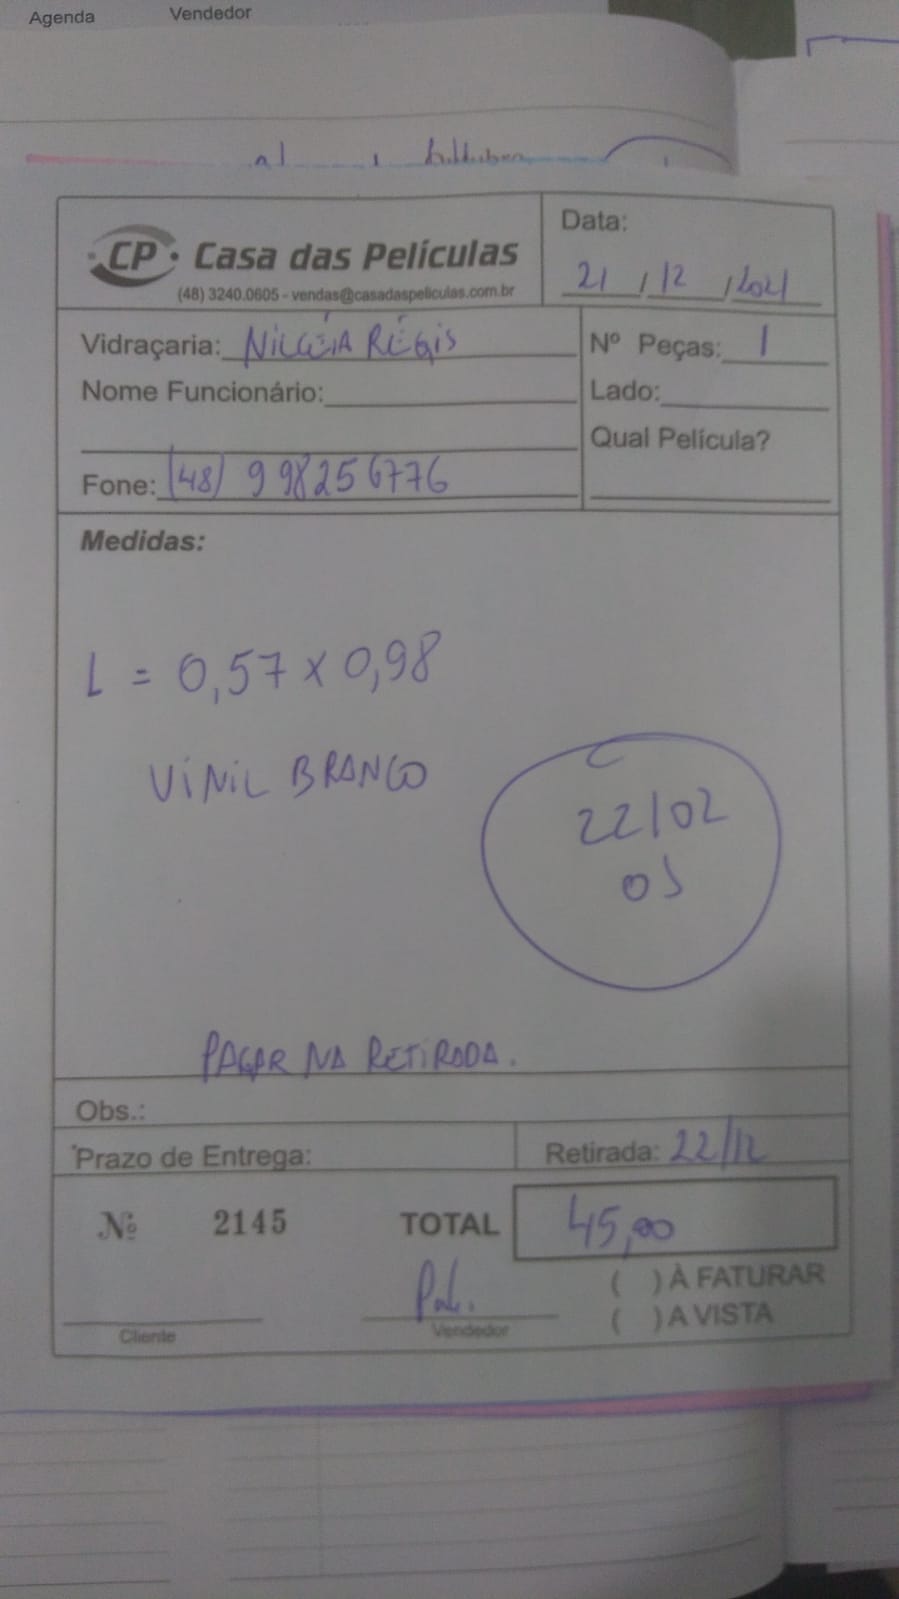 Agenda Vendedor
CP Casa das Películas
(48) 3240.0605 - vendas@casadaspeliculas.com.br
Data:
21 / 12 / 2021
Vidraçaria: NILCÉIA RÉGIS
Nº Peças: 1
Nome Funcionário:
Lado:
Qual Película?
Fone: (48) 998256776
Medidas:
L = 0,57 x 0,98
VINIL BRANCO
22/02
OS
PAGAR NA RETIRADA.
Obs.:
Prazo de Entrega:
Retirada: 22/12
Nº 2145
TOTAL 45,00
( ) À FATURAR
( ) A VISTA
Cliente
Vendedor